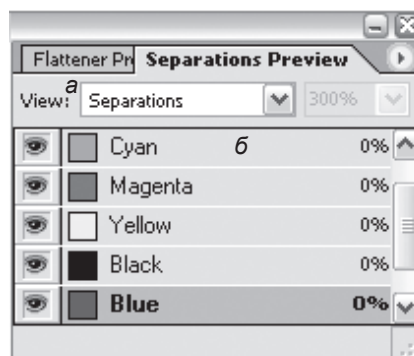 Flattener Pr Separations Preview
а
View: Separations 300%
Cyan б 0%
Magenta 0%
Yellow 0%
Black 0%
Blue 0%